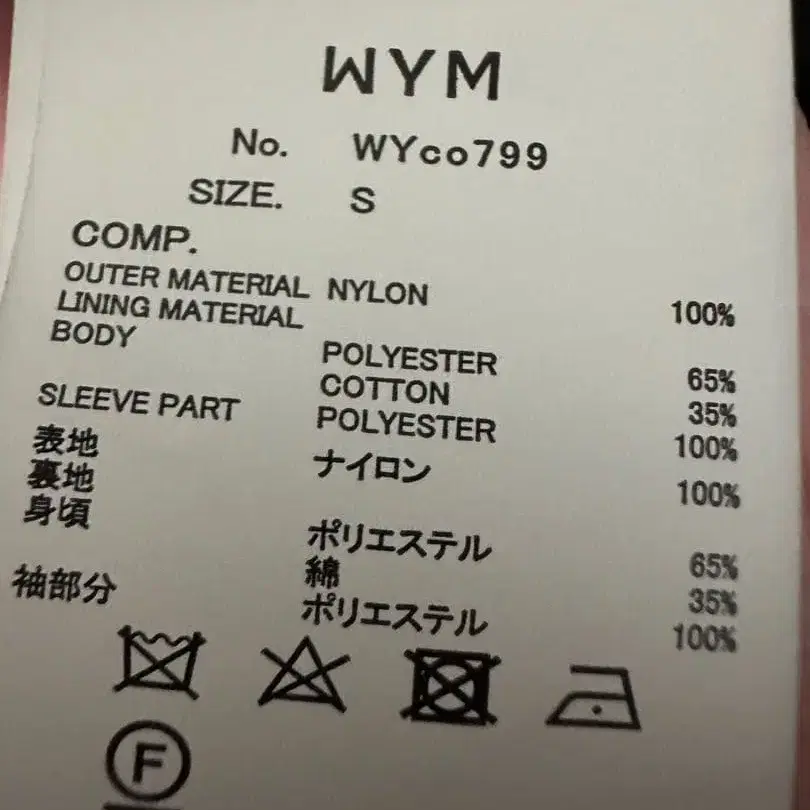 WYM
No. WYco799
SIZE. S
COMP.
OUTER MATERIAL NYLON 100%
LINING MATERIAL
BODY POLYESTER 65%
COTTON 35%
SLEEVE PART POLYESTER 100%
表地 ナイロン 100%
裏地
身頃 ポリエステル 65%
綿 35%
袖部分 ポリエステル 100%
F